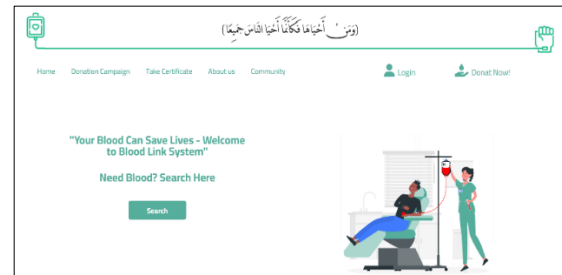 (وَمَنْ أَحْيَاهَا فَكَأَنَّمَا أَحْيَا النَّاسَ جَمِيعًا)
Home Donation Campaign Take Certificate About us Community Login Donat Now!
"Your Blood Can Save Lives - Welcome
to Blood Link System"
Need Blood? Search Here
Search